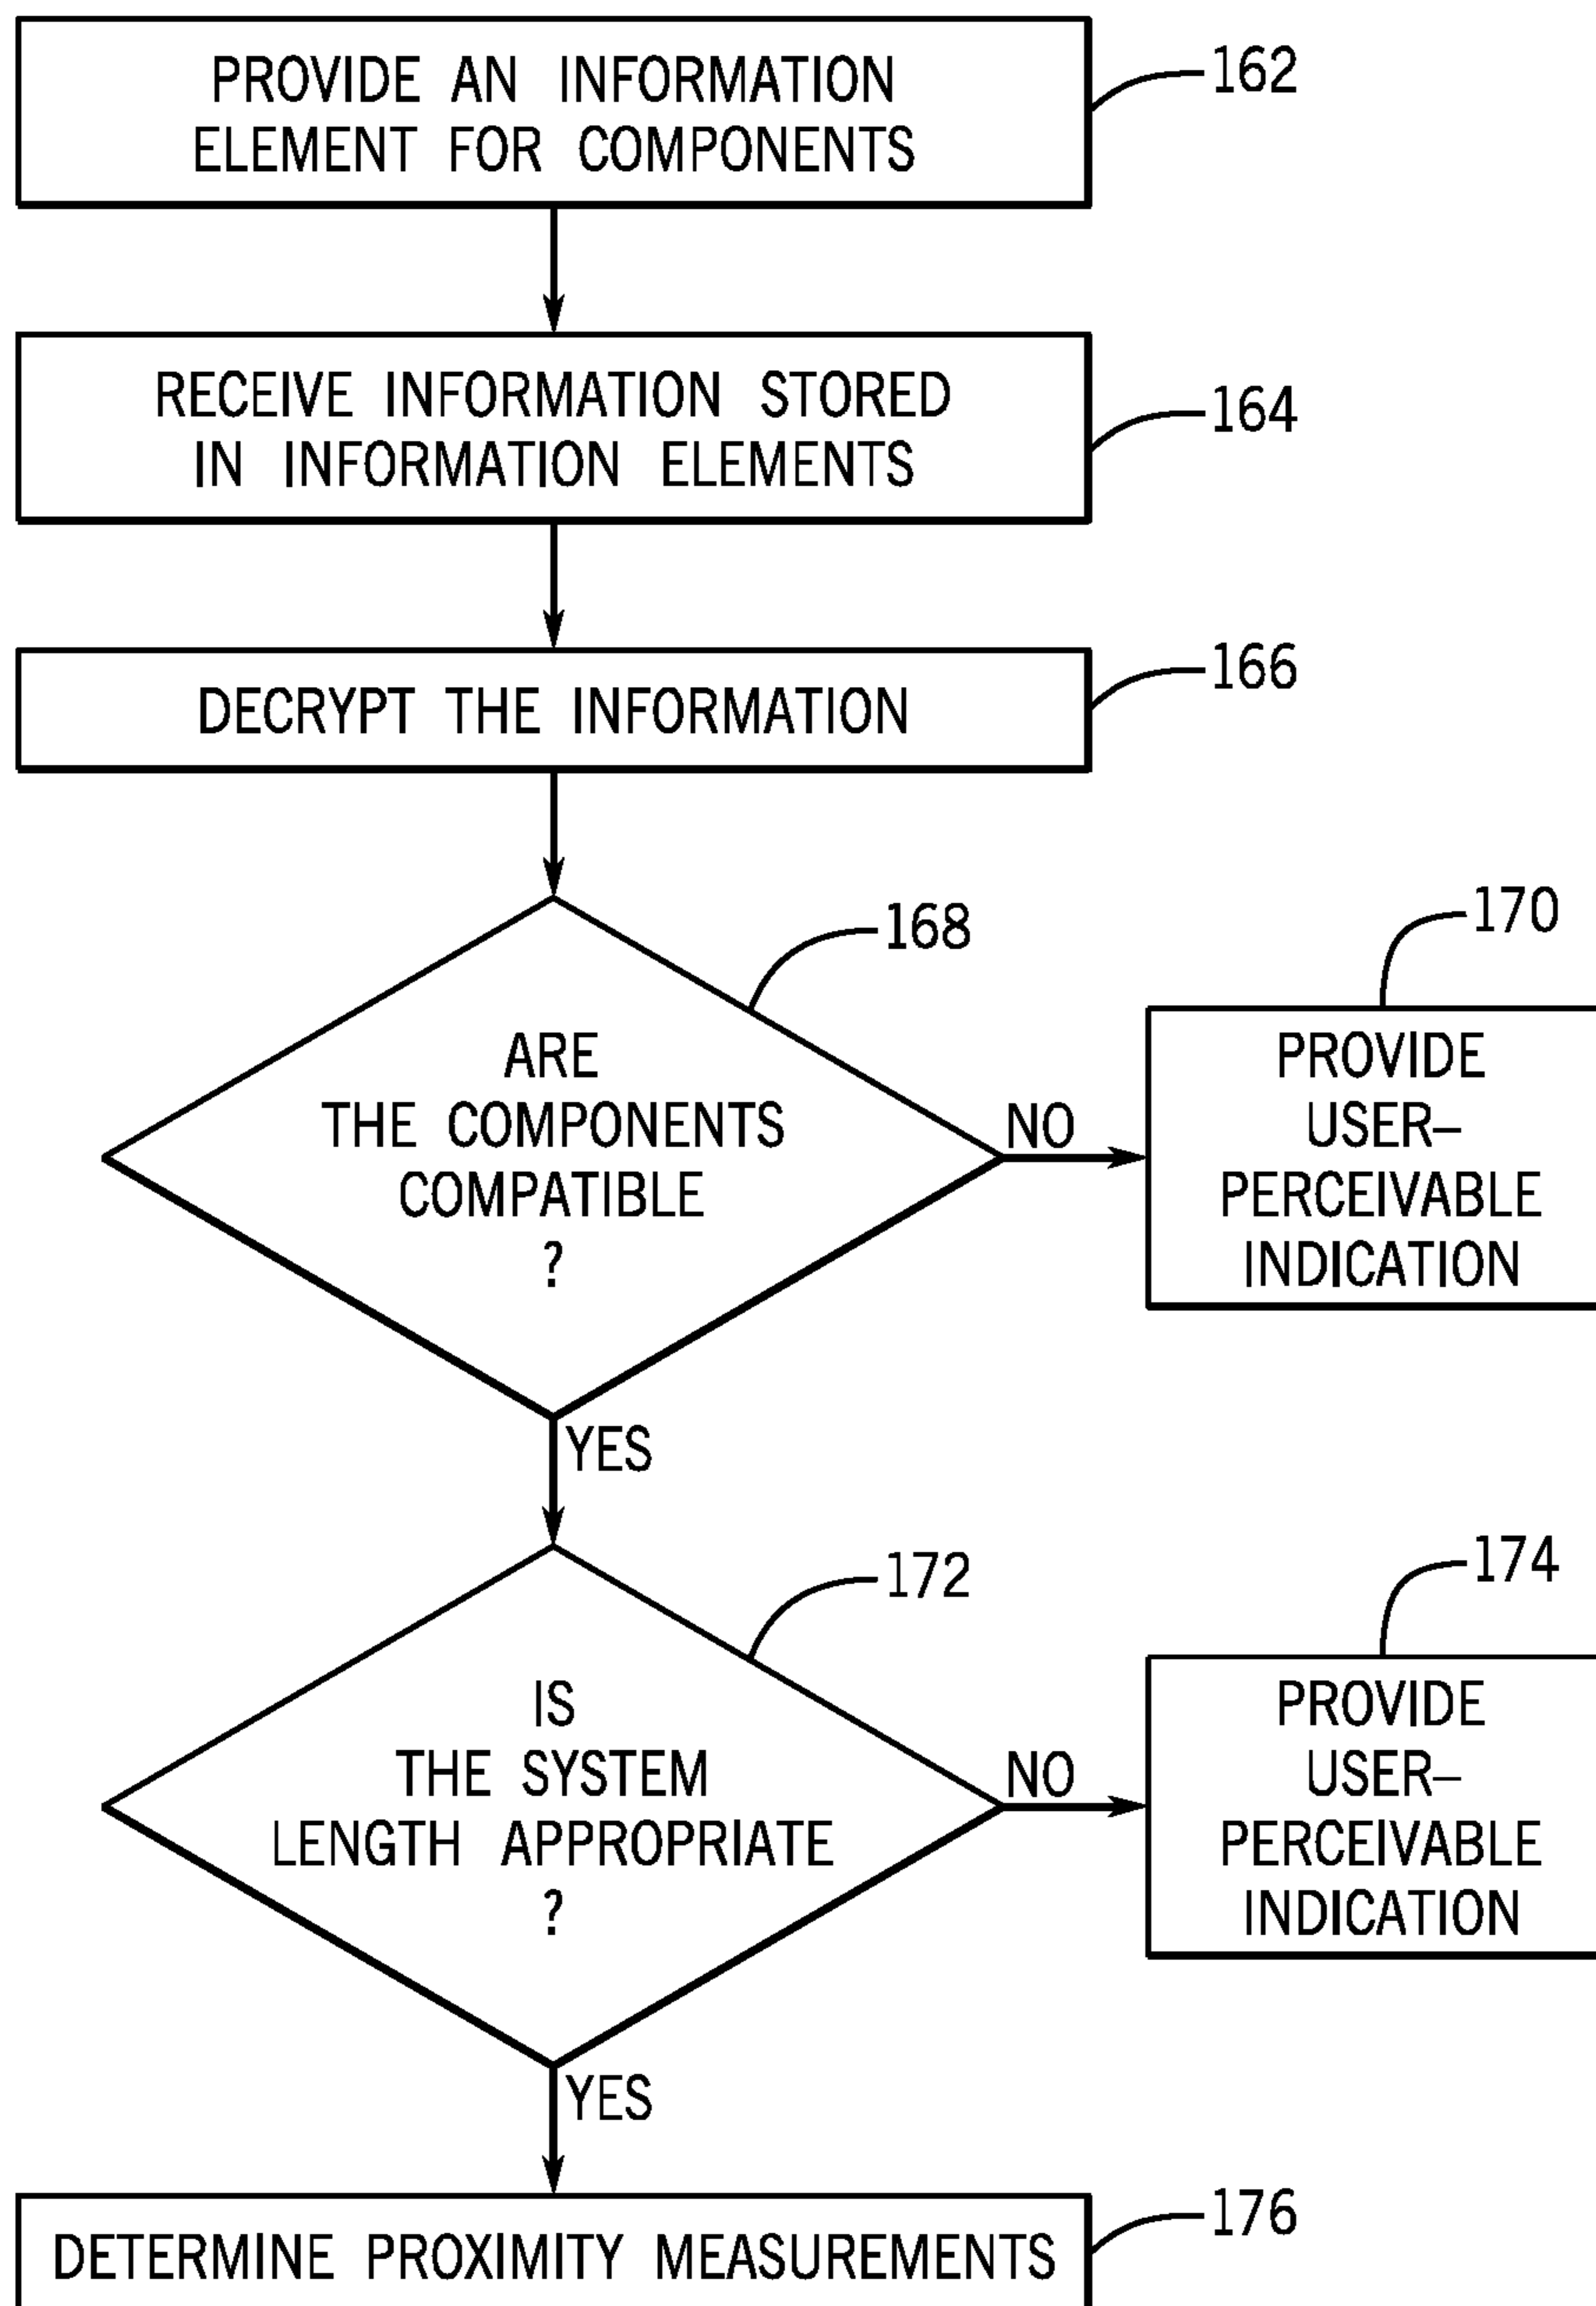 PROVIDE AN INFORMATION
ELEMENT FOR COMPONENTS
162
RECEIVE INFORMATION STORED
IN INFORMATION ELEMENTS
164
DECRYPT THE INFORMATION
166
168
ARE
THE COMPONENTS
COMPATIBLE
?
NO
170
PROVIDE
USER–
PERCEIVABLE
INDICATION
YES
172
IS
THE SYSTEM
LENGTH APPROPRIATE
?
NO
174
PROVIDE
USER–
PERCEIVABLE
INDICATION
YES
DETERMINE PROXIMITY MEASUREMENTS
176